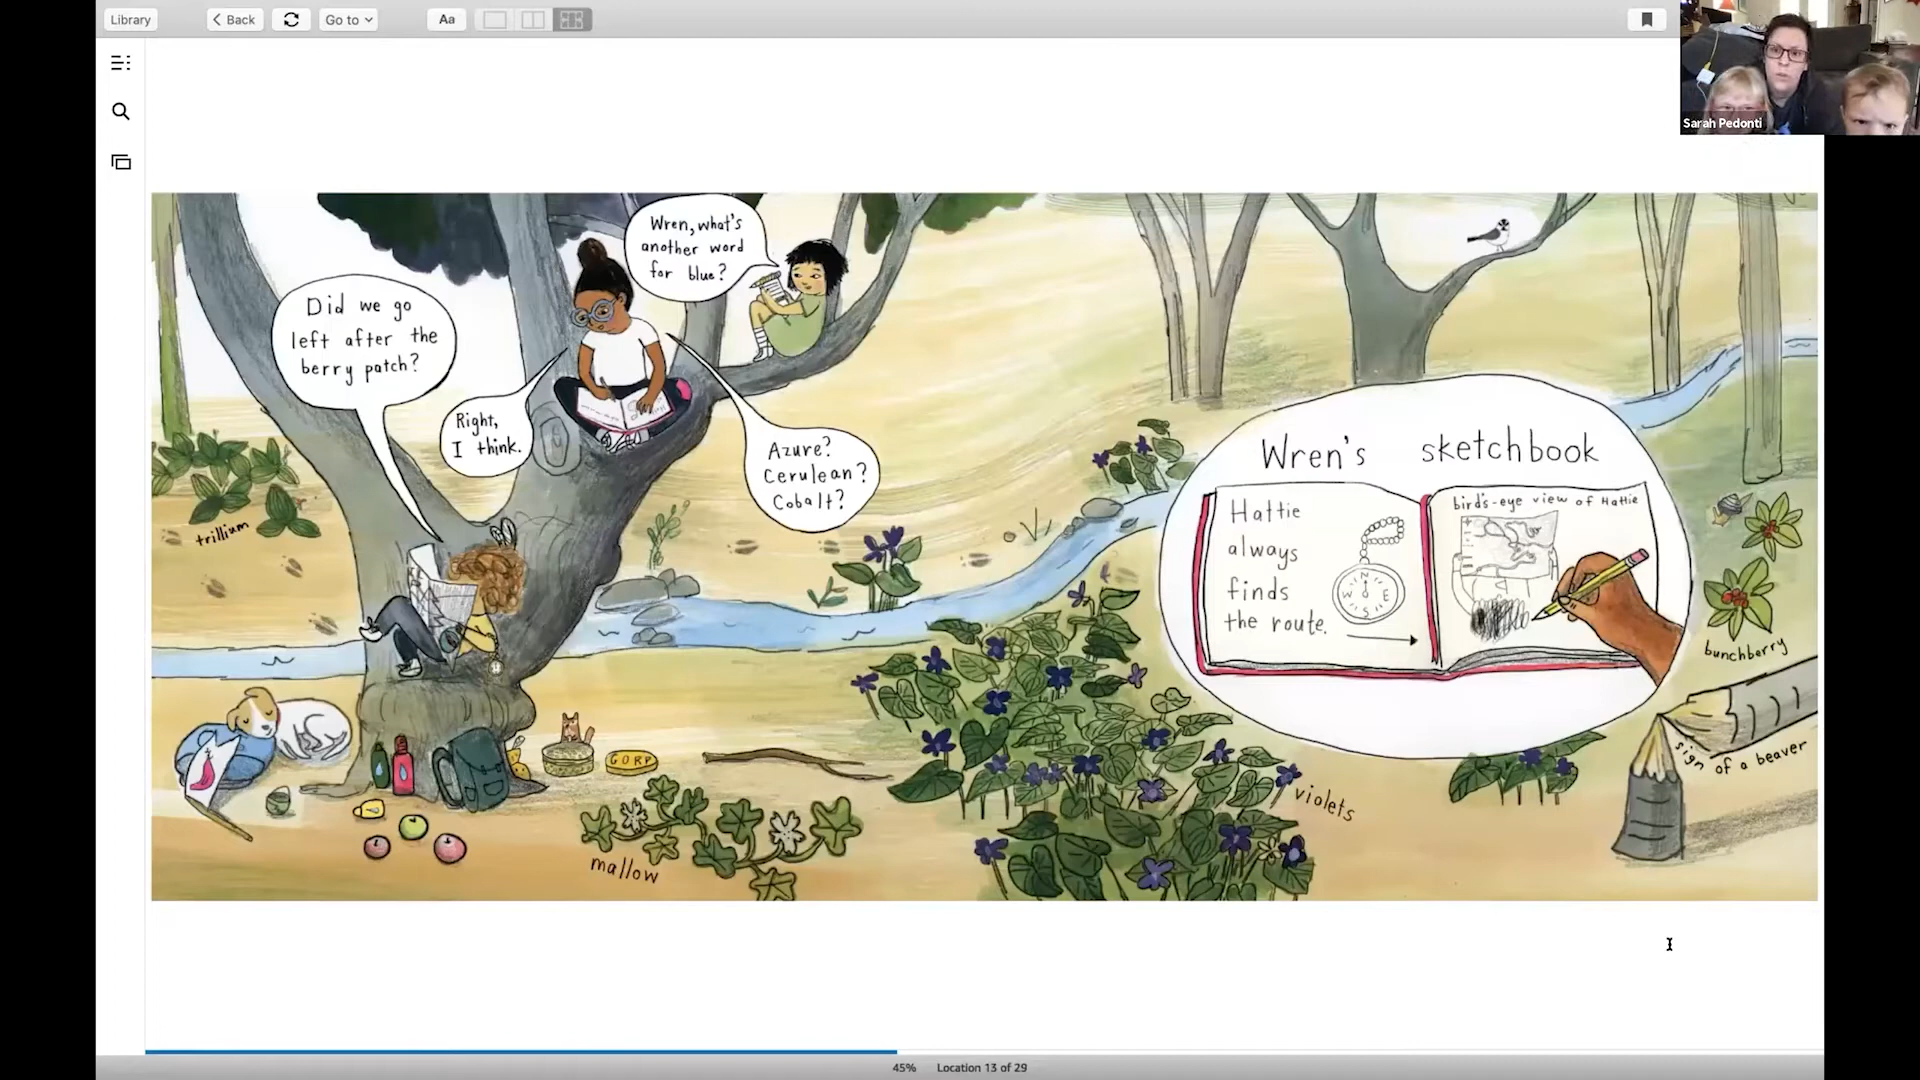 Library
Back
Go to
Aa
Sarah Pedonti
Wren, what's
another word
for blue?
Did we go
left after the
berry patch?
Right,
I think.
Azure?
Cerulean?
Cobalt?
trillium
Wren's sketchbook
Hattie
always
finds
the route.
N
W E
S
bird's-eye view of Hattie
bunchberry
sign of a beaver
violets
GORP
mallow
45% Location 13 of 29